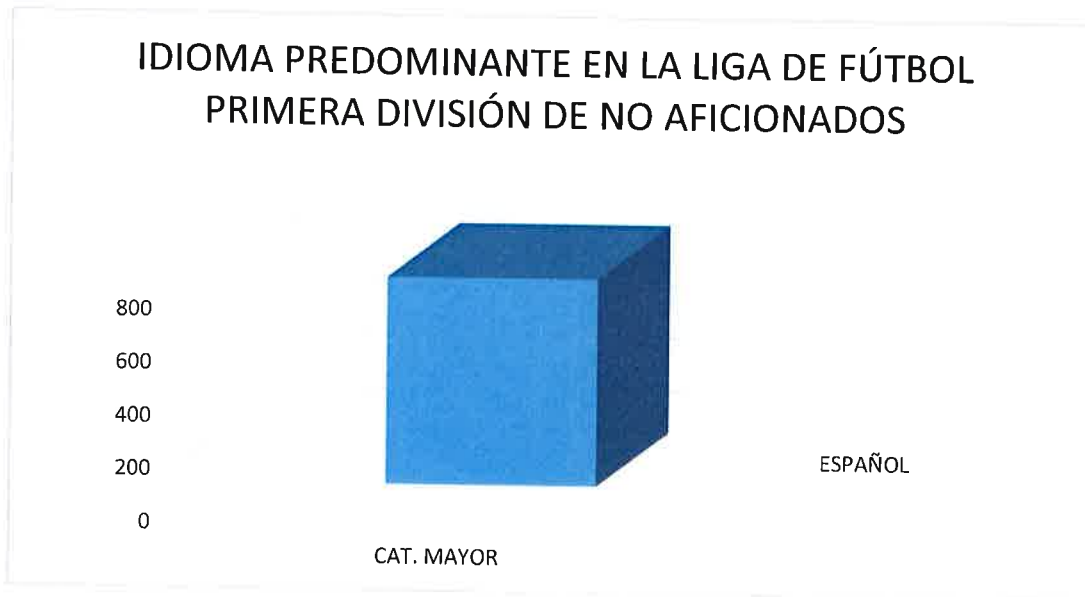 IDIOMA PREDOMINANTE EN LA LIGA DE FÚTBOL
PRIMERA DIVISIÓN DE NO AFICIONADOS
800
600
400
200
0
ESPAÑOL
CAT. MAYOR